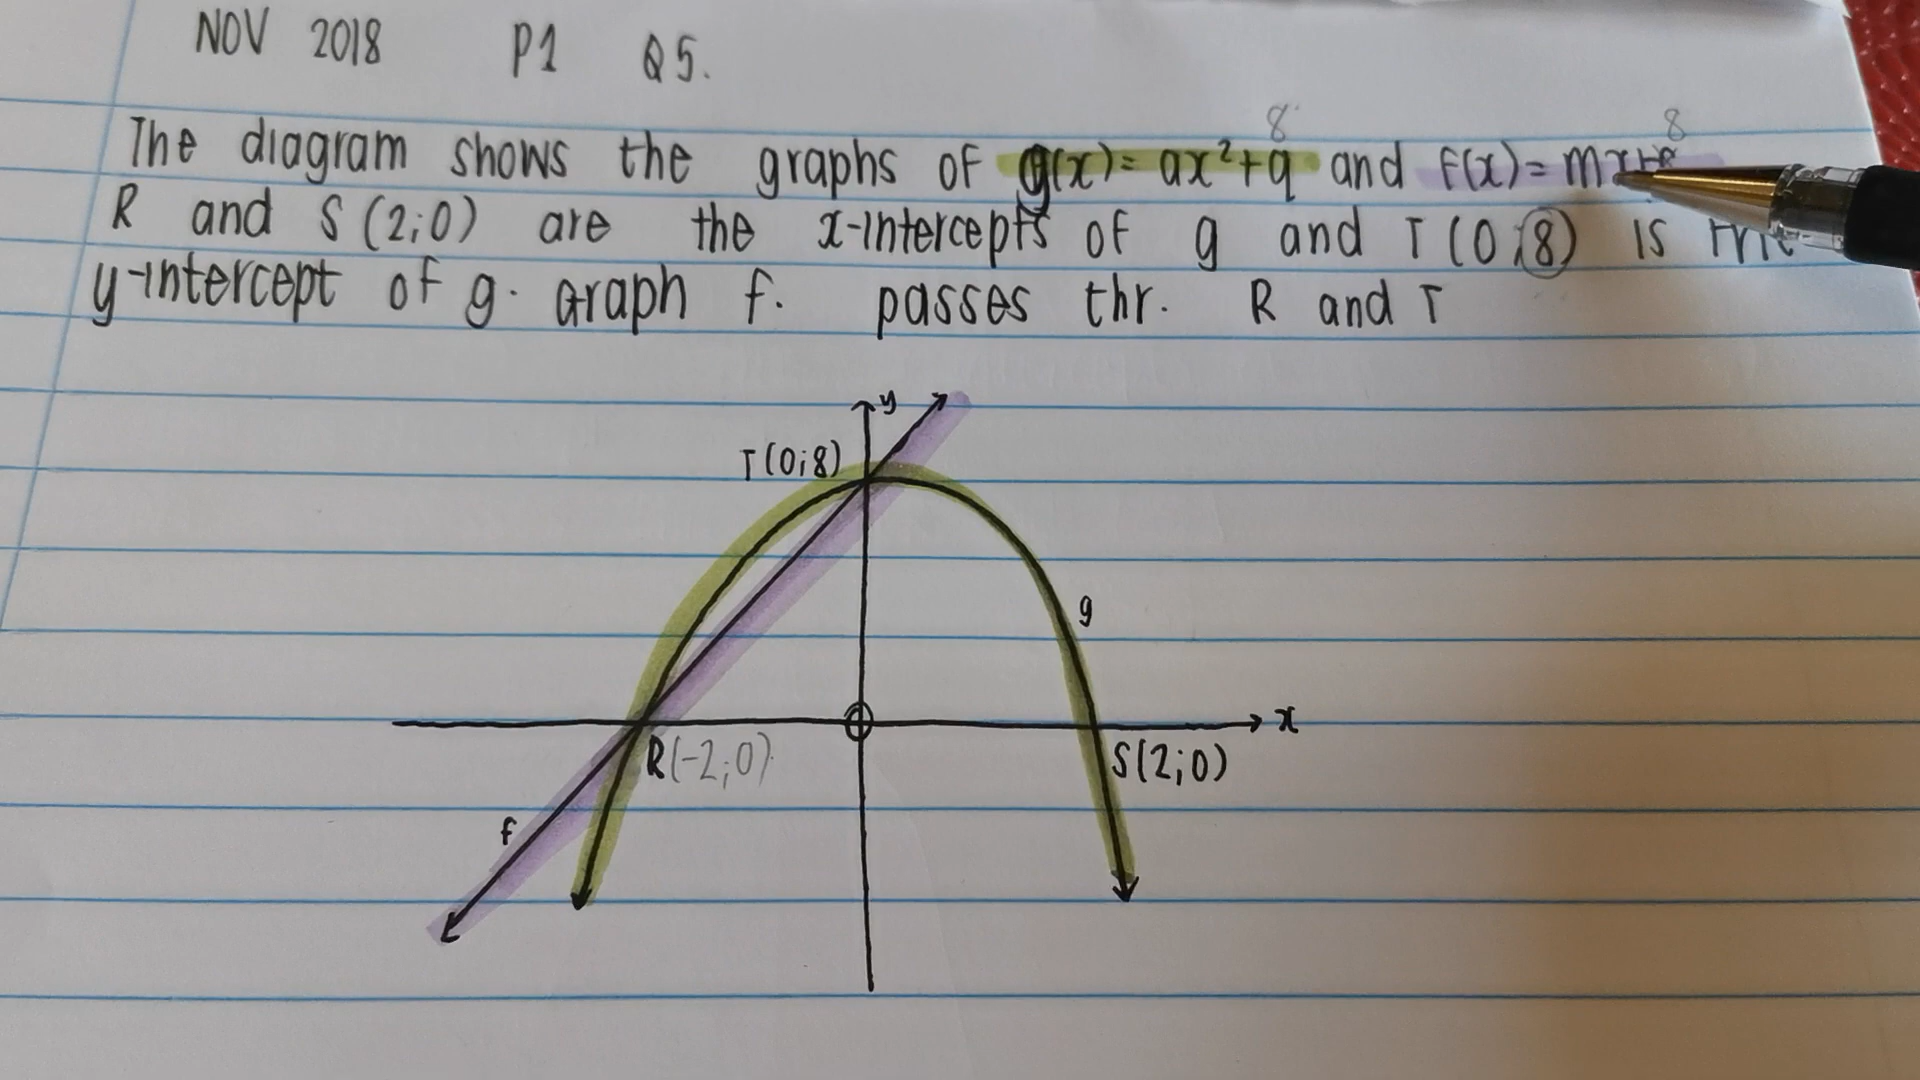 NOV 2018 P1 Q5.
8 8
The diagram shows the graphs of g(x)= ax²+q and f(x)= mx+
R and S (2;0) are the x-intercepts of g and T (0;8) is
y-intercept of g. Graph f. passes thr. R and T
y
T(0;8)
g
x
R(-2;0) S(2;0)
f